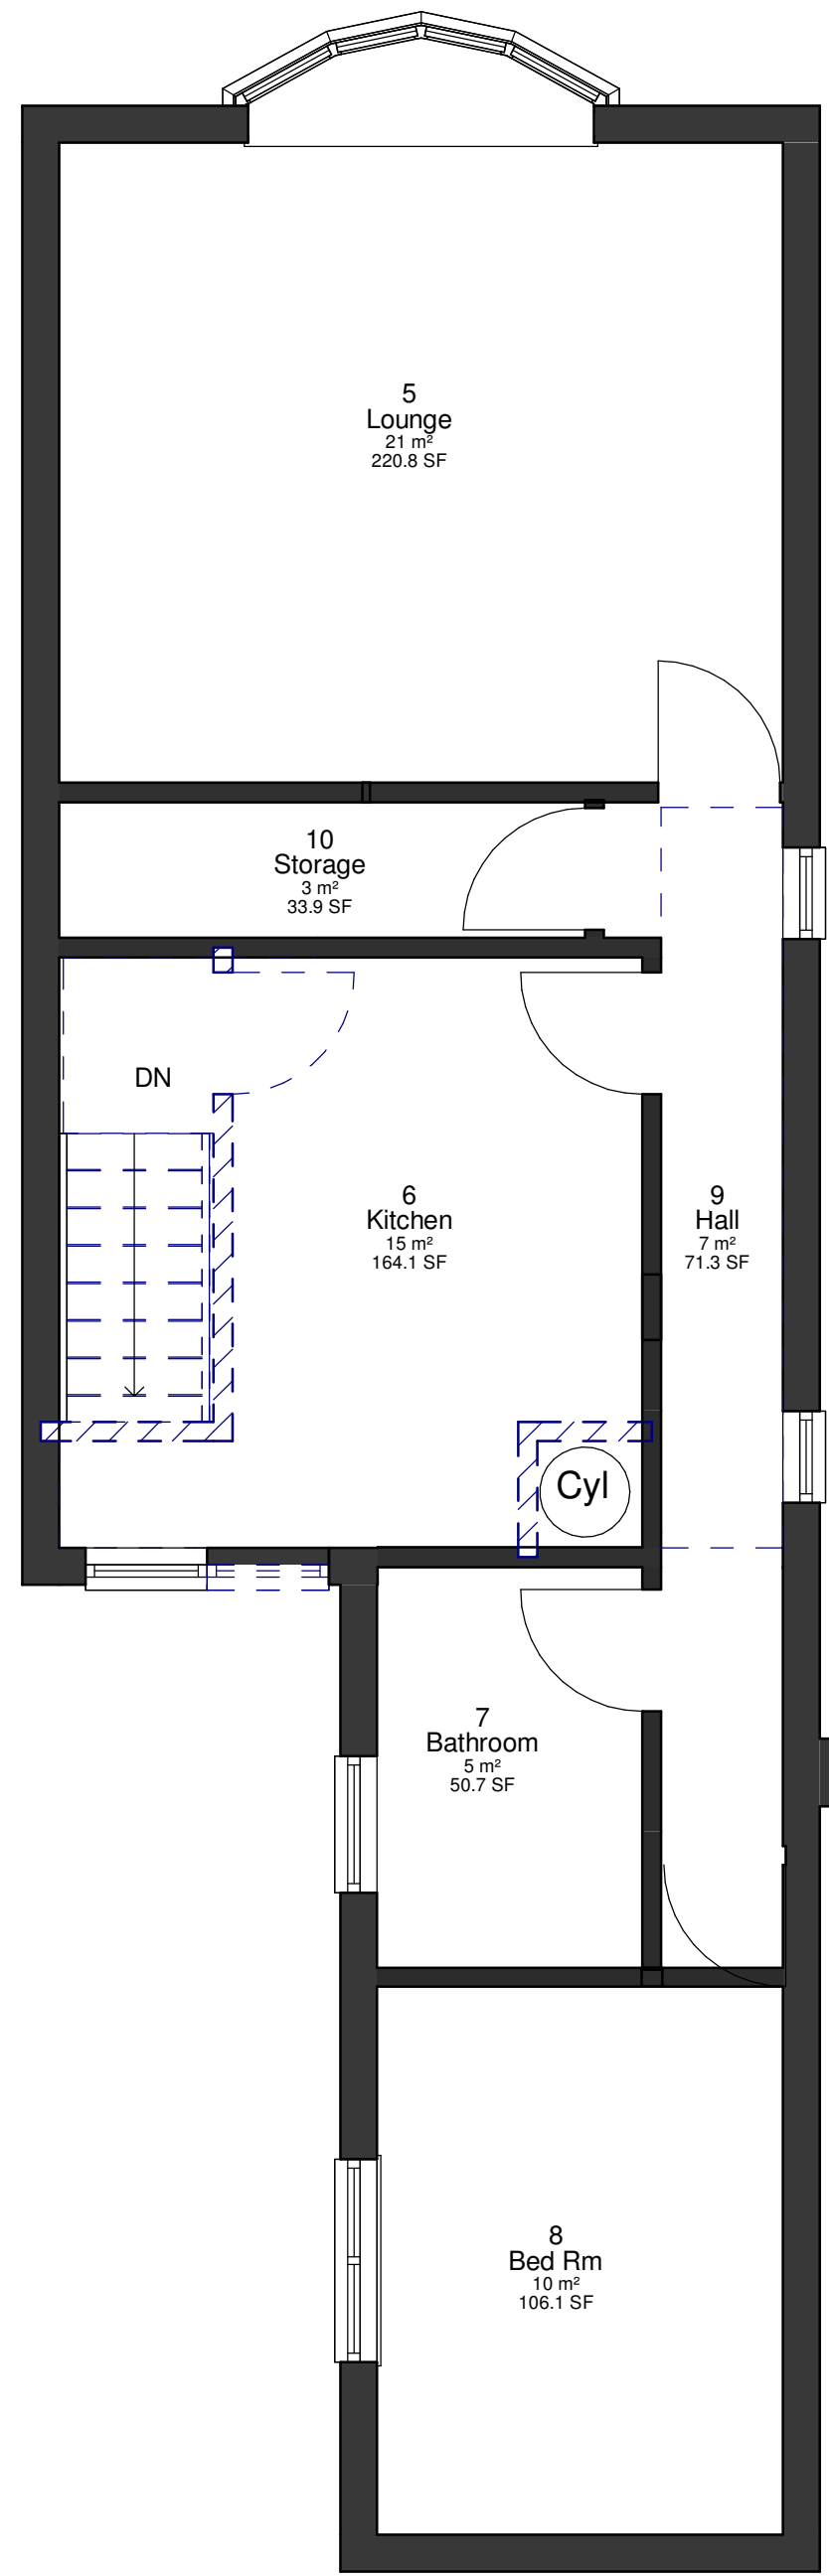 5
Lounge
21 m²
220.8 SF
10
Storage
3 m²
33.9 SF
DN
6
Kitchen
15 m²
164.1 SF
9
Hall
7 m²
71.3 SF
Cyl
7
Bathroom
5 m²
50.7 SF
8
Bed Rm
10 m²
106.1 SF